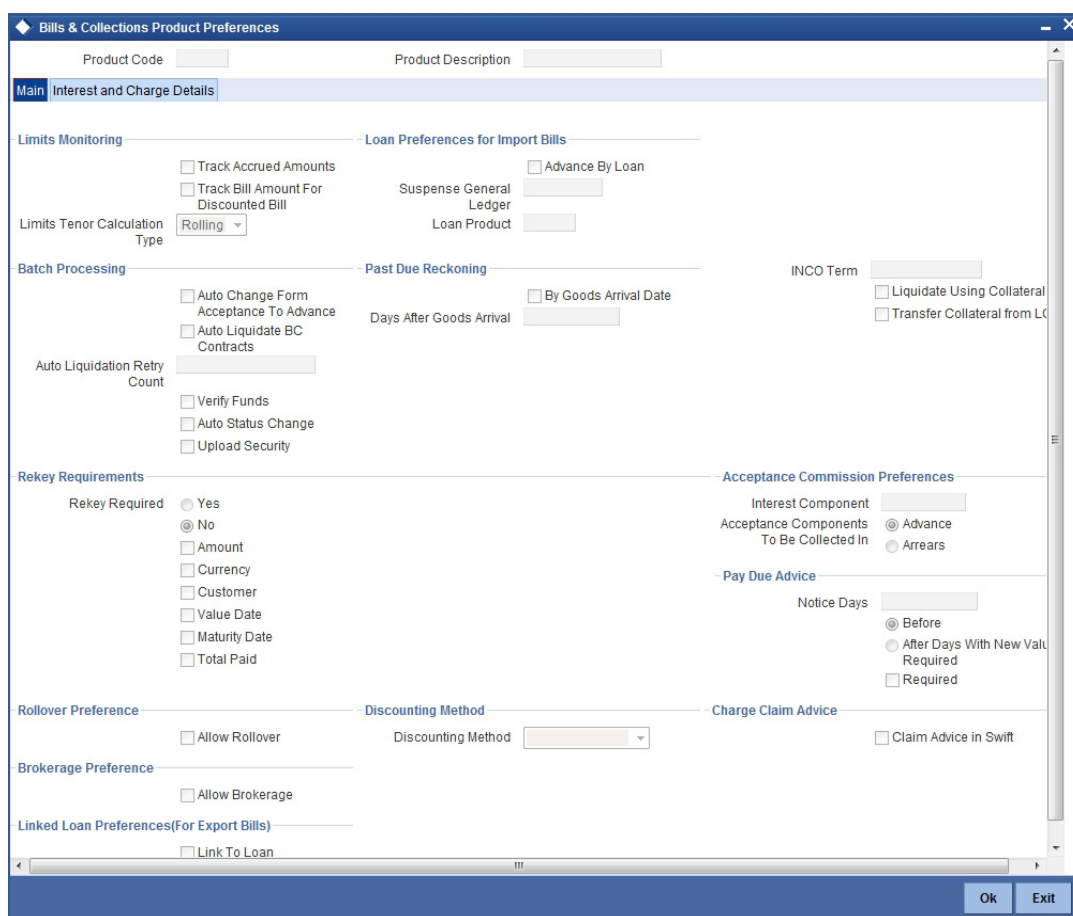 Bills & Collections Product Preferences
Product Code
Product Description
Main
Interest and Charge Details
Limits Monitoring
Track Accrued Amounts
Track Bill Amount For
Discounted Bill
Limits Tenor Calculation
Type
Rolling
Loan Preferences for Import Bills
Advance By Loan
Suspense General
Ledger
Loan Product
Batch Processing
Auto Change Form
Acceptance To Advance
Auto Liquidate BC
Contracts
Auto Liquidation Retry
Count
Verify Funds
Auto Status Change
Upload Security
Past Due Reckoning
By Goods Arrival Date
Days After Goods Arrival
INCO Term
Liquidate Using Collateral
Transfer Collateral from LC
Rekey Requirements
Rekey Required
Yes
No
Amount
Currency
Customer
Value Date
Maturity Date
Total Paid
Acceptance Commission Preferences
Interest Component
Acceptance Components
To Be Collected In
Advance
Arrears
Pay Due Advice
Notice Days
Before
After Days With New Valu
Required
Required
Rollover Preference
Allow Rollover
Discounting Method
Discounting Method
Charge Claim Advice
Claim Advice in Swift
Brokerage Preference
Allow Brokerage
Linked Loan Preferences(For Export Bills)
Link To Loan
Ok
Exit